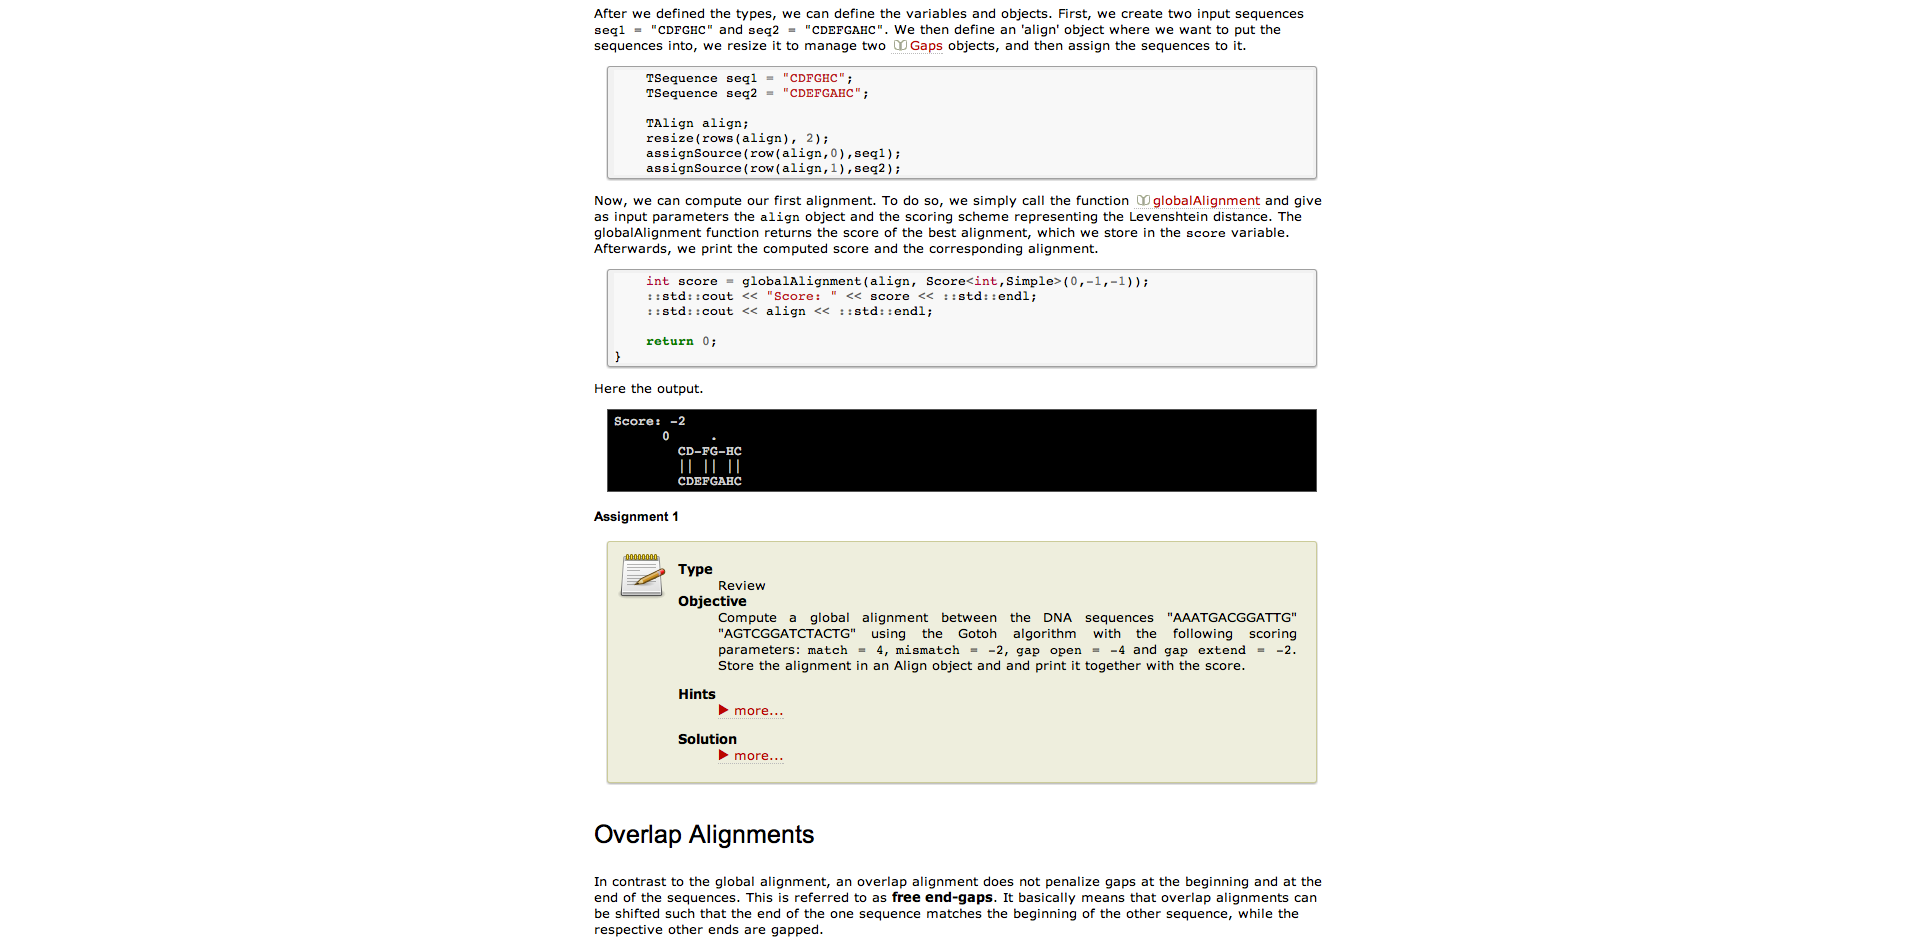 After we defined the types, we can define the variables and objects. First, we create two input sequences
seq1 = "CDFGHC" and seq2 = "CDEFGAHC". We then define an 'align' object where we want to put the
sequences into, we resize it to manage two Gaps objects, and then assign the sequences to it.
TSequence seq1 = "CDFGHC";
TSequence seq2 = "CDEFGAHC";
TAlign align;
resize(rows(align), 2);
assignSource(row(align,0),seq1);
assignSource(row(align,1),seq2);
Now, we can compute our first alignment. To do so, we simply call the function globalAlignment and give
as input parameters the align object and the scoring scheme representing the Levenshtein distance. The
globalAlignment function returns the score of the best alignment, which we store in the score variable.
Afterwards, we print the computed score and the corresponding alignment.
int score = globalAlignment(align, Score<int,Simple>(0,-1,-1));
::std::cout << "Score: " << score << ::std::endl;
::std::cout << align << ::std::endl;
return 0;
}
Here the output.
Score: -2
0 .
CD-FG-HC
|| || ||
CDEFGAHC
Assignment 1
Type
Review
Objective
Compute a global alignment between the DNA sequences "AAATGACGGATTG"
"AGTCGGATCTACTG" using the Gotoh algorithm with the following scoring
parameters: match = 4, mismatch = -2, gap open = -4 and gap extend = -2.
Store the alignment in an Align object and and print it together with the score.
Hints
▶ more...
Solution
▶ more...
Overlap Alignments
In contrast to the global alignment, an overlap alignment does not penalize gaps at the beginning and at the
end of the sequences. This is referred to as free end-gaps. It basically means that overlap alignments can
be shifted such that the end of the one sequence matches the beginning of the other sequence, while the
respective other ends are gapped.